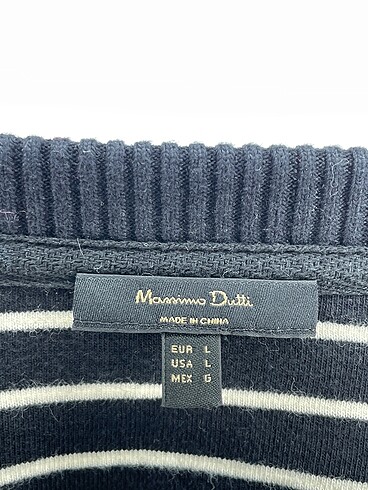 Massimo Dutti
MADE IN CHINA
EUR L
USA L
MEX G